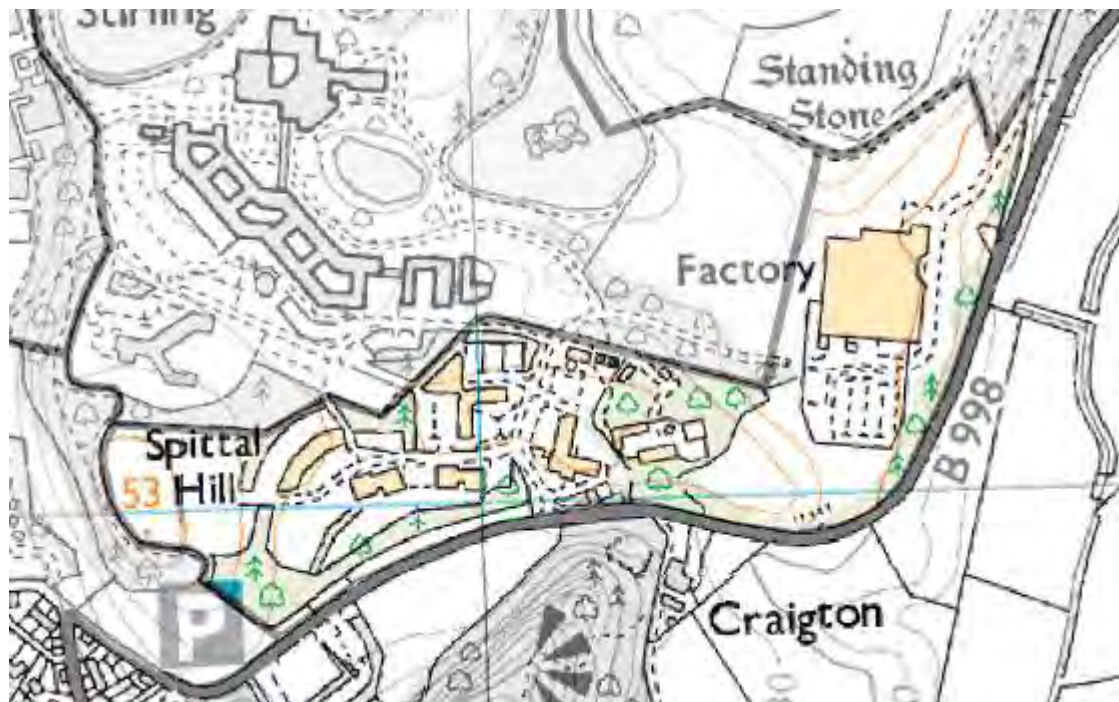 Stirling
Standing
Stone
Factory
Spittal
Hill
53
B 998
P
Craigton